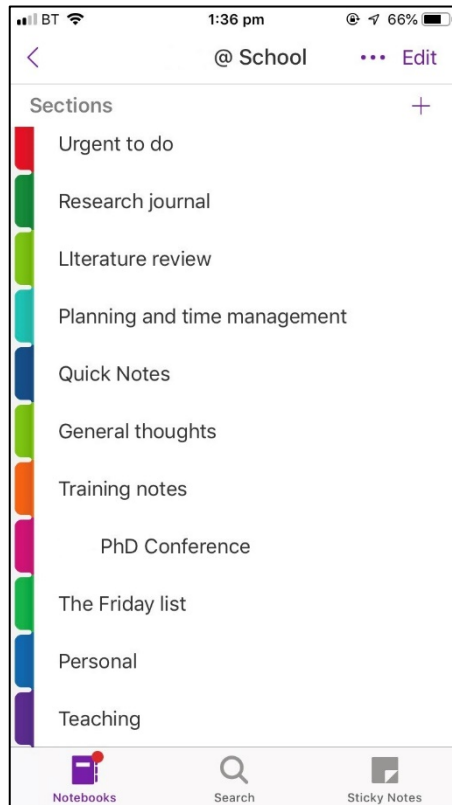 BT 1:36 pm 66%
@ School ••• Edit
Sections +
Urgent to do
Research journal
LIterature review
Planning and time management
Quick Notes
General thoughts
Training notes
PhD Conference
The Friday list
Personal
Teaching
Notebooks Search Sticky Notes